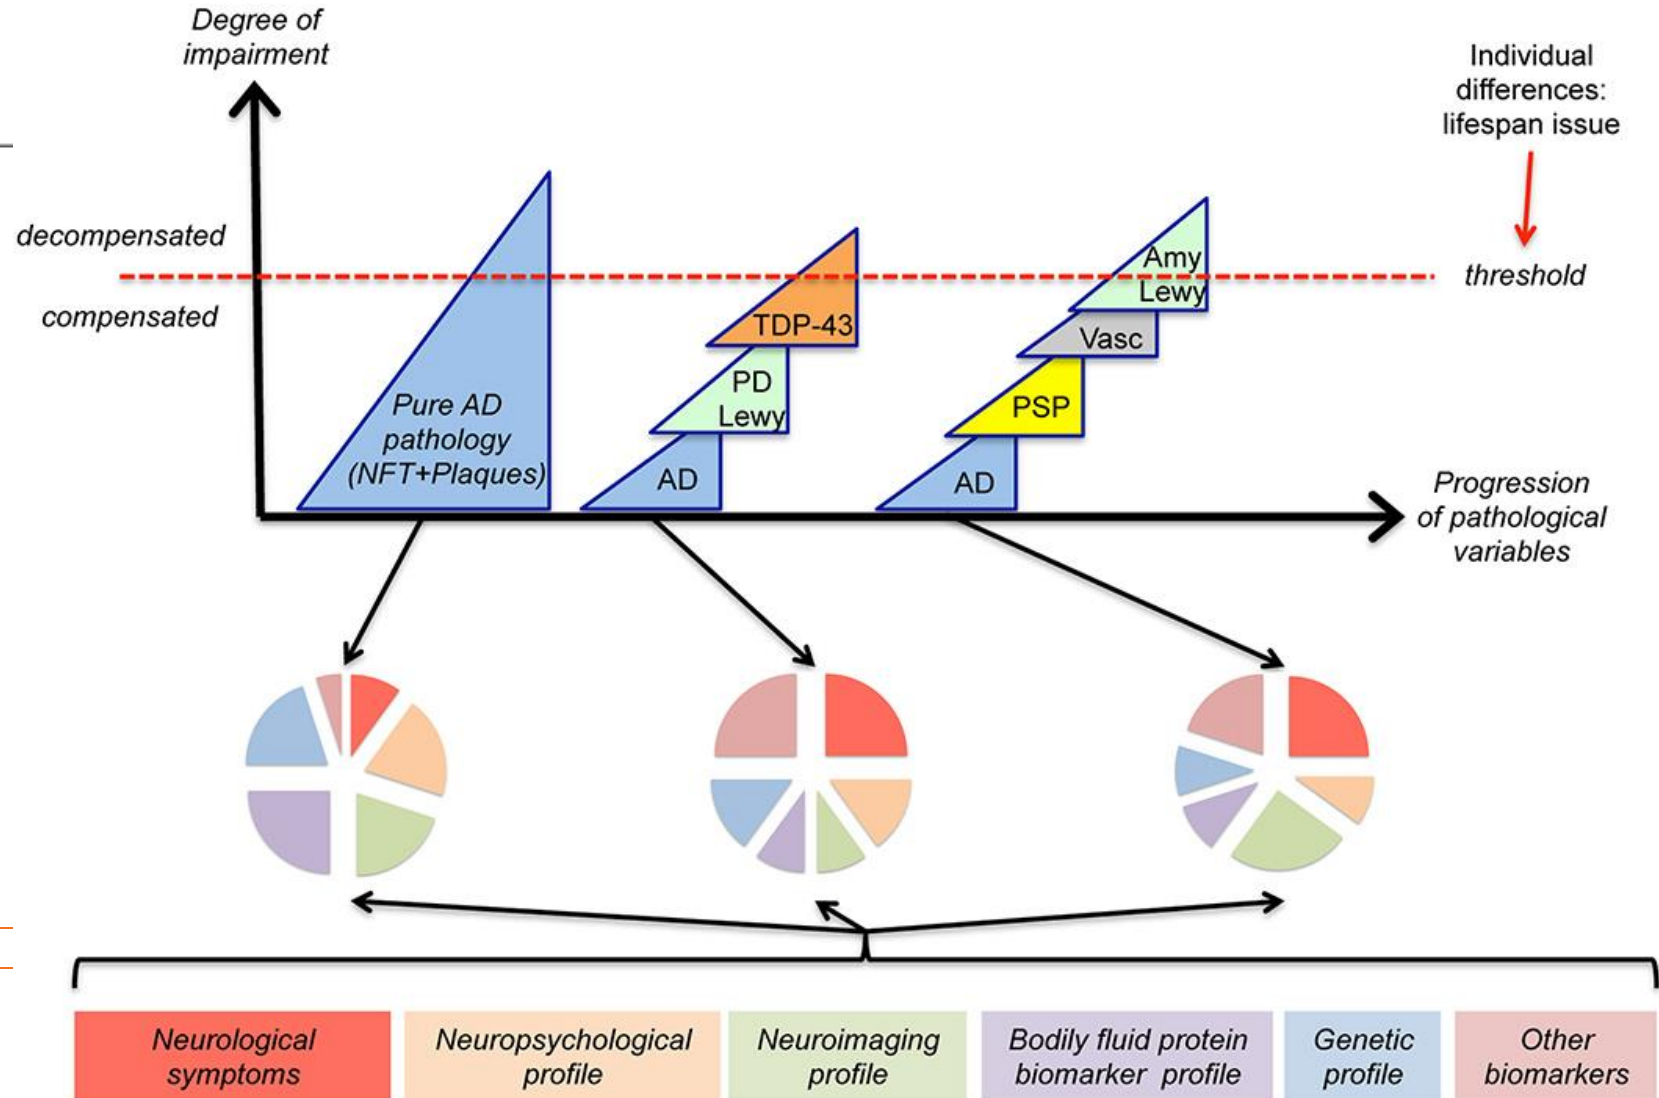 Degree of
impairment
Individual
differences:
lifespan issue
decompensated
threshold
compensated
Pure AD
pathology
(NFT+Plaques)
AD
PD
Lewy
TDP-43
AD
PSP
Vasc
Amy
Lewy
Progression
of pathological
variables
Neurological
symptoms
Neuropsychological
profile
Neuroimaging
profile
Bodily fluid protein
biomarker profile
Genetic
profile
Other
biomarkers